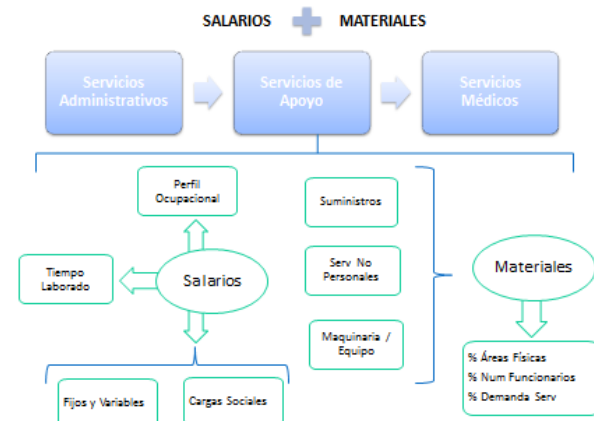 SALARIOS MATERIALES
Servicios
Administrativos
Servicios de
Apoyo
Servicios
Médicos
Perfil
Ocupacional
Tiempo
Laborado
Salarios
Fijos y Variables
Cargas Sociales
Suministros
Serv No
Personales
Maquinaria /
Equipo
Materiales
% Áreas Físicas
% Num Funcionarios
% Demanda Serv